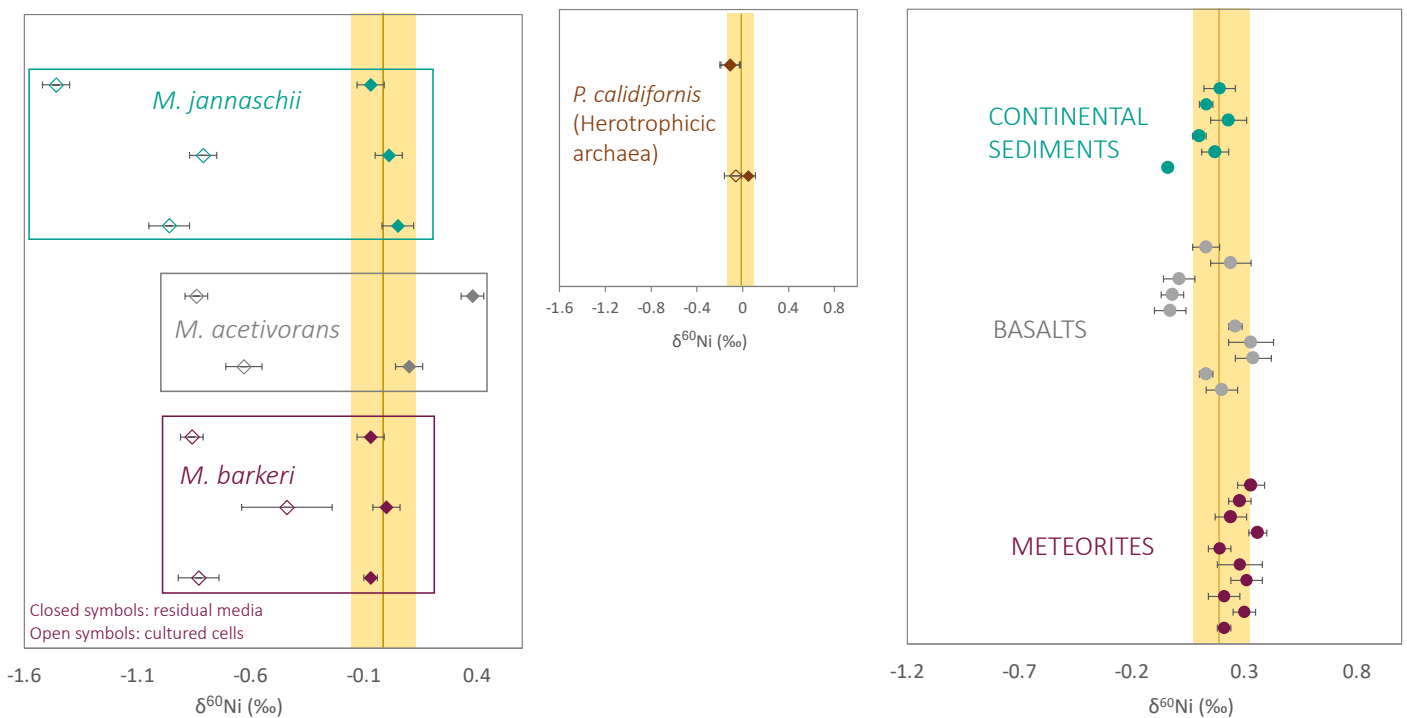 M. jannaschii
M. acetivorans
M. barkeri
Closed symbols: residual media
Open symbols: cultured cells
-1.6 -1.1 -0.6 -0.1 0.4
δ⁶⁰Ni (‰)
P. calidifornis
(Herotrophicic
archaea)
-1.6 -1.2 -0.8 -0.4 0 0.4 0.8
δ⁶⁰Ni (‰)
CONTINENTAL
SEDIMENTS
BASALTS
METEORITES
-1.2 -0.7 -0.2 0.3 0.8
δ⁶⁰Ni (‰)